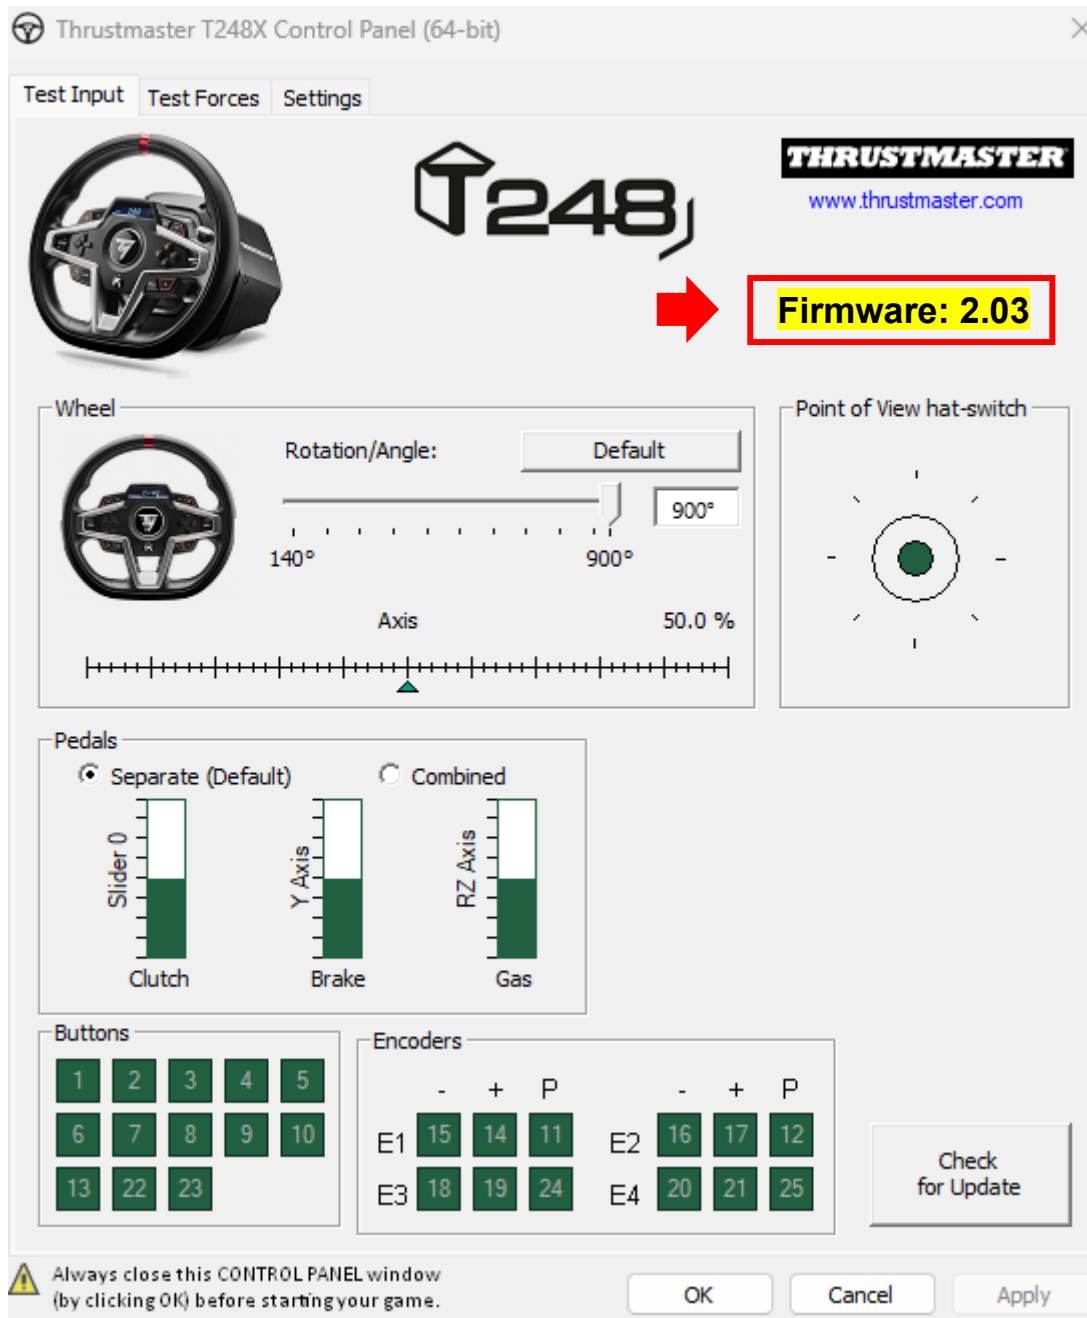 Thrustmaster T248X Control Panel (64-bit)
Test Input Test Forces Settings
T248
THRUSTMASTER
www.thrustmaster.com
Firmware: 2.03
Wheel
Rotation/Angle: Default
900°
140° 900°
Axis 50.0 %
Point of View hat-switch
Pedals
Separate (Default) Combined
Slider 0 Y Axis RZ Axis
Clutch Brake Gas
Buttons
1 2 3 4 5
6 7 8 9 10
13 22 23
Encoders
- + P - + P
E1 15 14 11 E2 16 17 12
E3 18 19 24 E4 20 21 25
Check
for Update
Always close this CONTROL PANEL window
(by clicking OK) before starting your game.
OK Cancel Apply